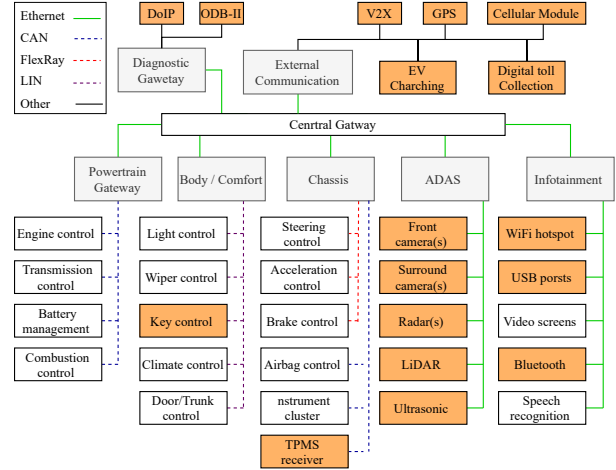 Ethernet
CAN
FlexRay
LIN
Other
DoIP
ODB-II
V2X
GPS
Cellular Module
Diagnostic
Gawetay
External
Communication
EV
Charching
Digital toll
Collection
Cenrtral Gatway
Powertrain
Gateway
Body / Comfort
Chassis
ADAS
Infotainment
Engine control
Light control
Steering
control
Front
camera(s)
WiFi hotspot
Transmission
control
Wiper control
Acceleration
control
Surround
camera(s)
USB porsts
Battery
management
Key control
Brake control
Radar(s)
Video screens
Combustion
control
Climate control
Airbag control
LiDAR
Bluetooth
Door/Trunk
control
nstrument
cluster
Ultrasonic
Speech
recognition
TPMS
receiver